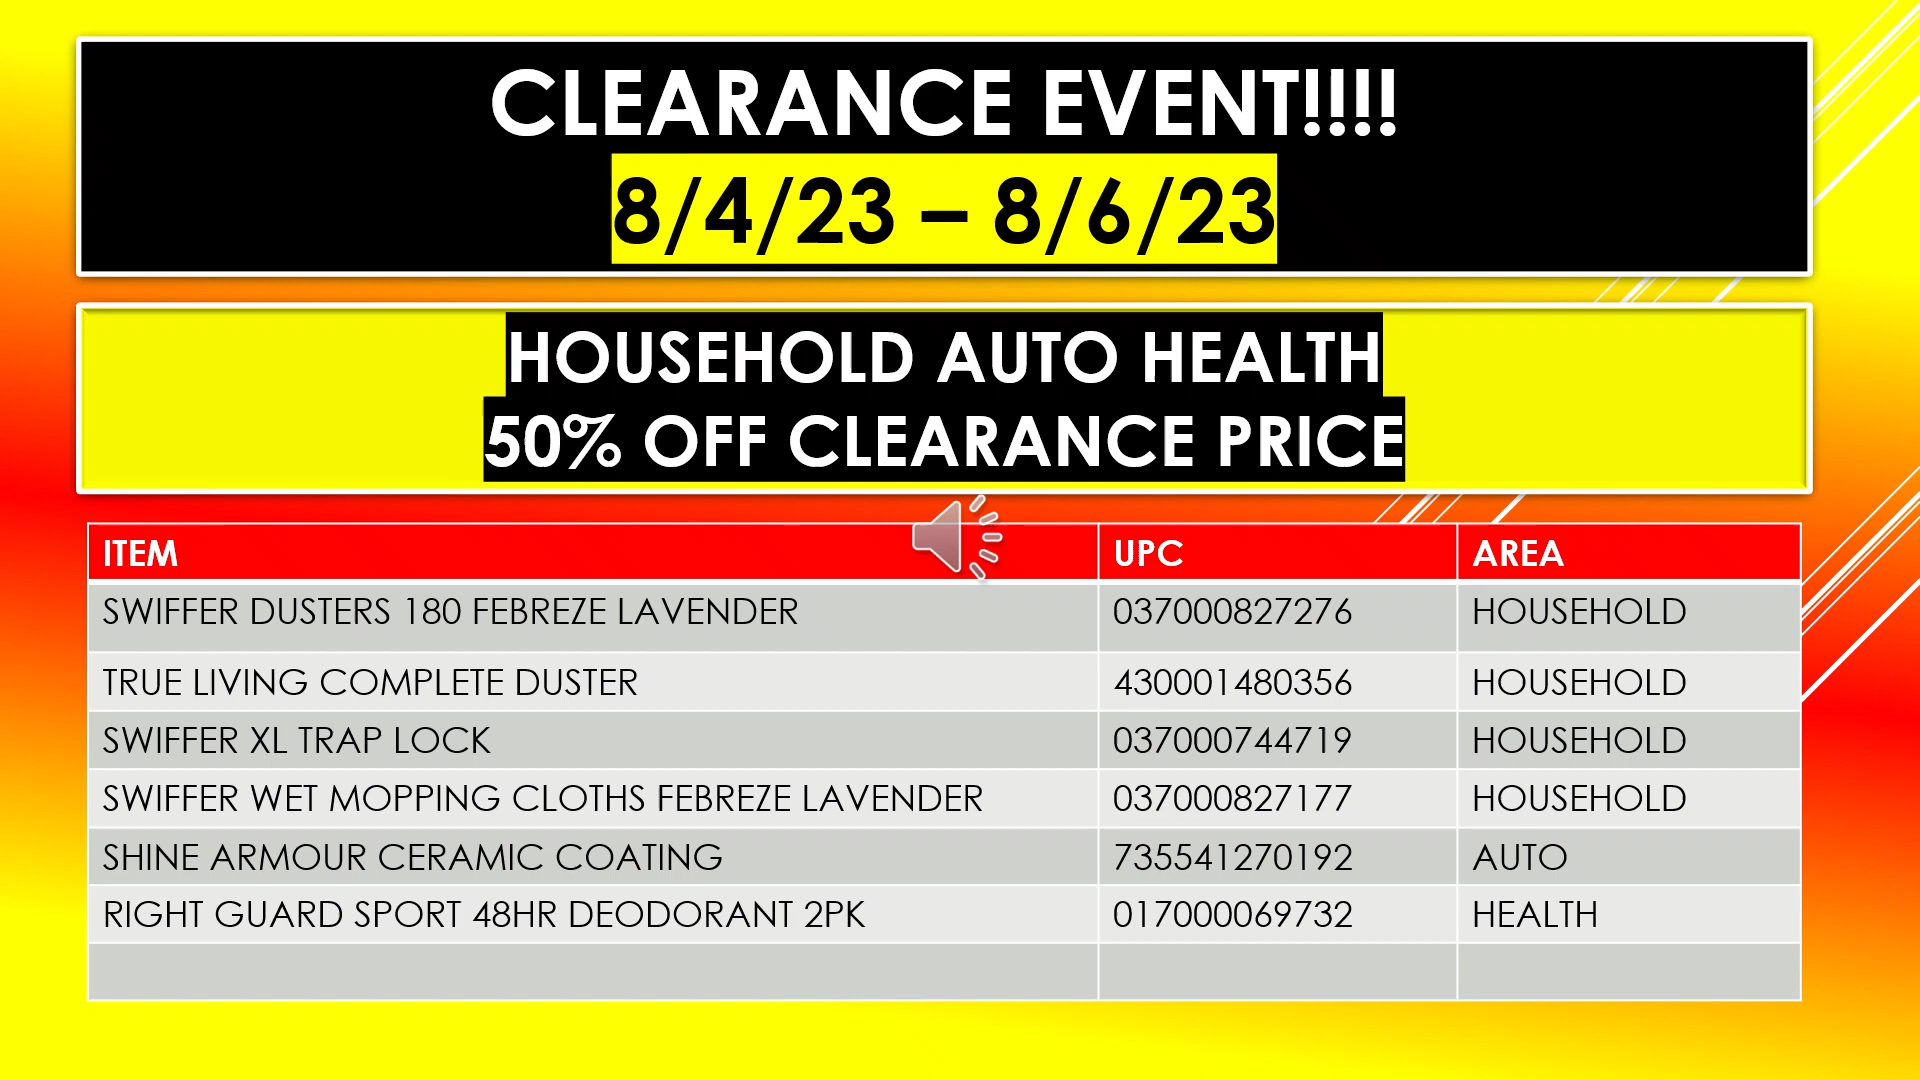 CLEARANCE EVENT!!!!
8/4/23 – 8/6/23
HOUSEHOLD AUTO HEALTH
50% OFF CLEARANCE PRICE
ITEM UPC AREA
SWIFFER DUSTERS 180 FEBREZE LAVENDER 037000827276 HOUSEHOLD
TRUE LIVING COMPLETE DUSTER 430001480356 HOUSEHOLD
SWIFFER XL TRAP LOCK 037000744719 HOUSEHOLD
SWIFFER WET MOPPING CLOTHS FEBREZE LAVENDER 037000827177 HOUSEHOLD
SHINE ARMOUR CERAMIC COATING 735541270192 AUTO
RIGHT GUARD SPORT 48HR DEODORANT 2PK 017000069732 HEALTH